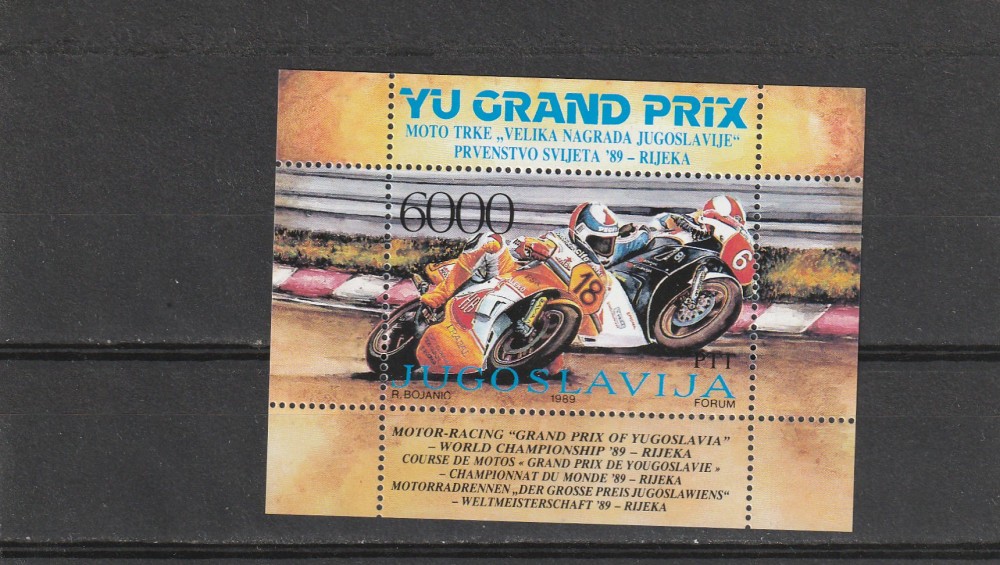 YU GRAND PRIX
MOTO TRKE „VELIKA NAGRADA JUGOSLAVIJE“
PRVENSTVO SVIJETA '89 – RIJEKA
6000
18
6
PTT
JUGOSLAVIJA
R. BOJANIĆ 1989 FORUM
MOTOR-RACING “GRAND PRIX OF YUGOSLAVIA”
– WORLD CHAMPIONSHIP '89 – RIJEKA
COURSE DE MOTOS « GRAND PRIX DE YOUGOSLAVIE »
– CHAMPIONNAT DU MONDE '89 – RIJEKA
MOTORRADRENNEN „DER GROSSE PREIS JUGOSLAWIENS“
– WELTMEISTERSCHAFT '89 – RIJEKA